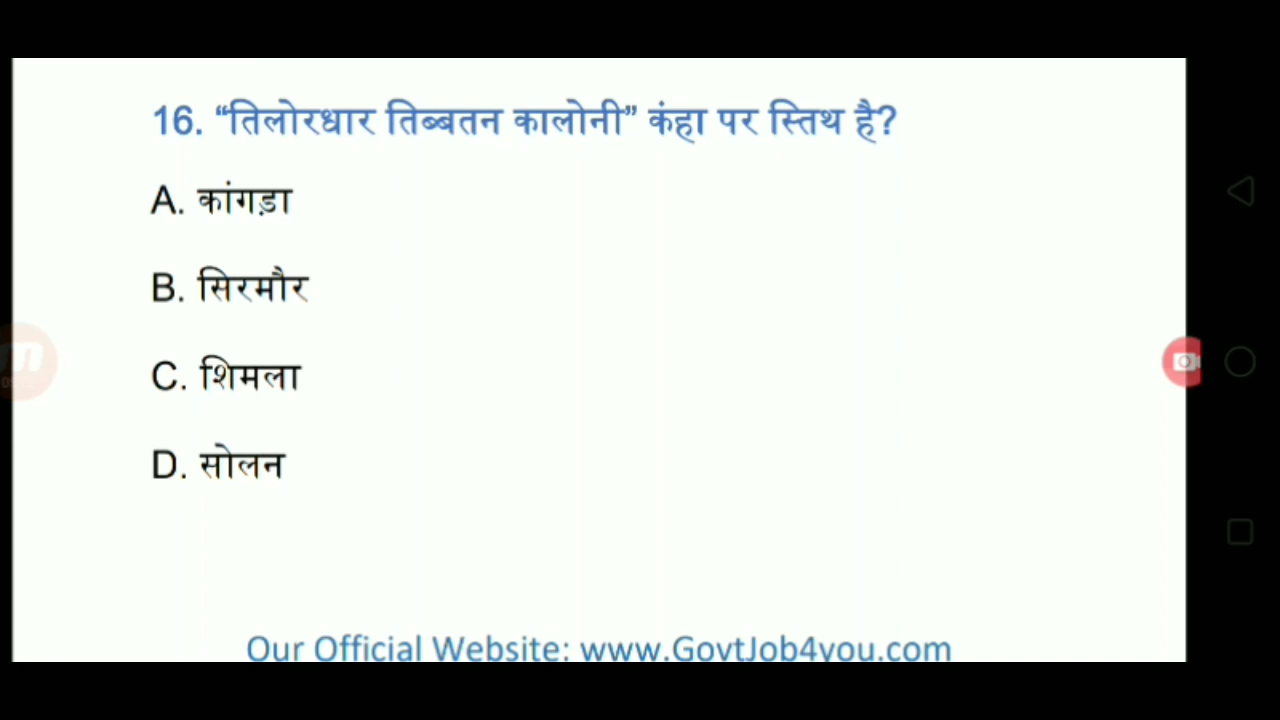 16. “तिलोरधार तिब्बतन कालोनी” कंहा पर स्तिथ है?
A. कांगड़ा
B. सिरमौर
C. शिमला
D. सोलन
Our Official Website: www.GovtJob4you.com